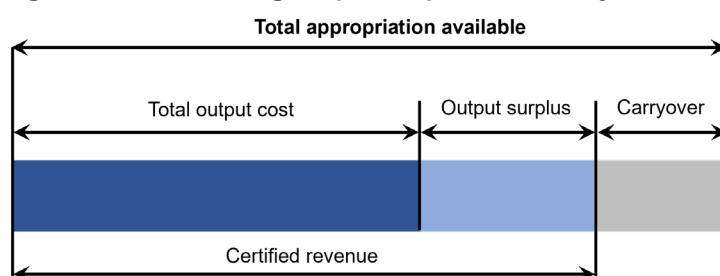 Total appropriation available
Total output cost
Output surplus
Carryover
Certified revenue